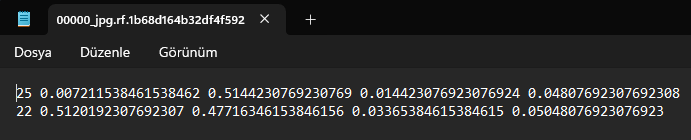 00000_jpg.rf.1b68d164b32df4f592
Dosya Düzenle Görünüm
25 0.007211538461538462 0.5144230769230769 0.014423076923076924 0.04807692307692308
22 0.5120192307692307 0.47716346153846156 0.03365384615384615 0.05048076923076923